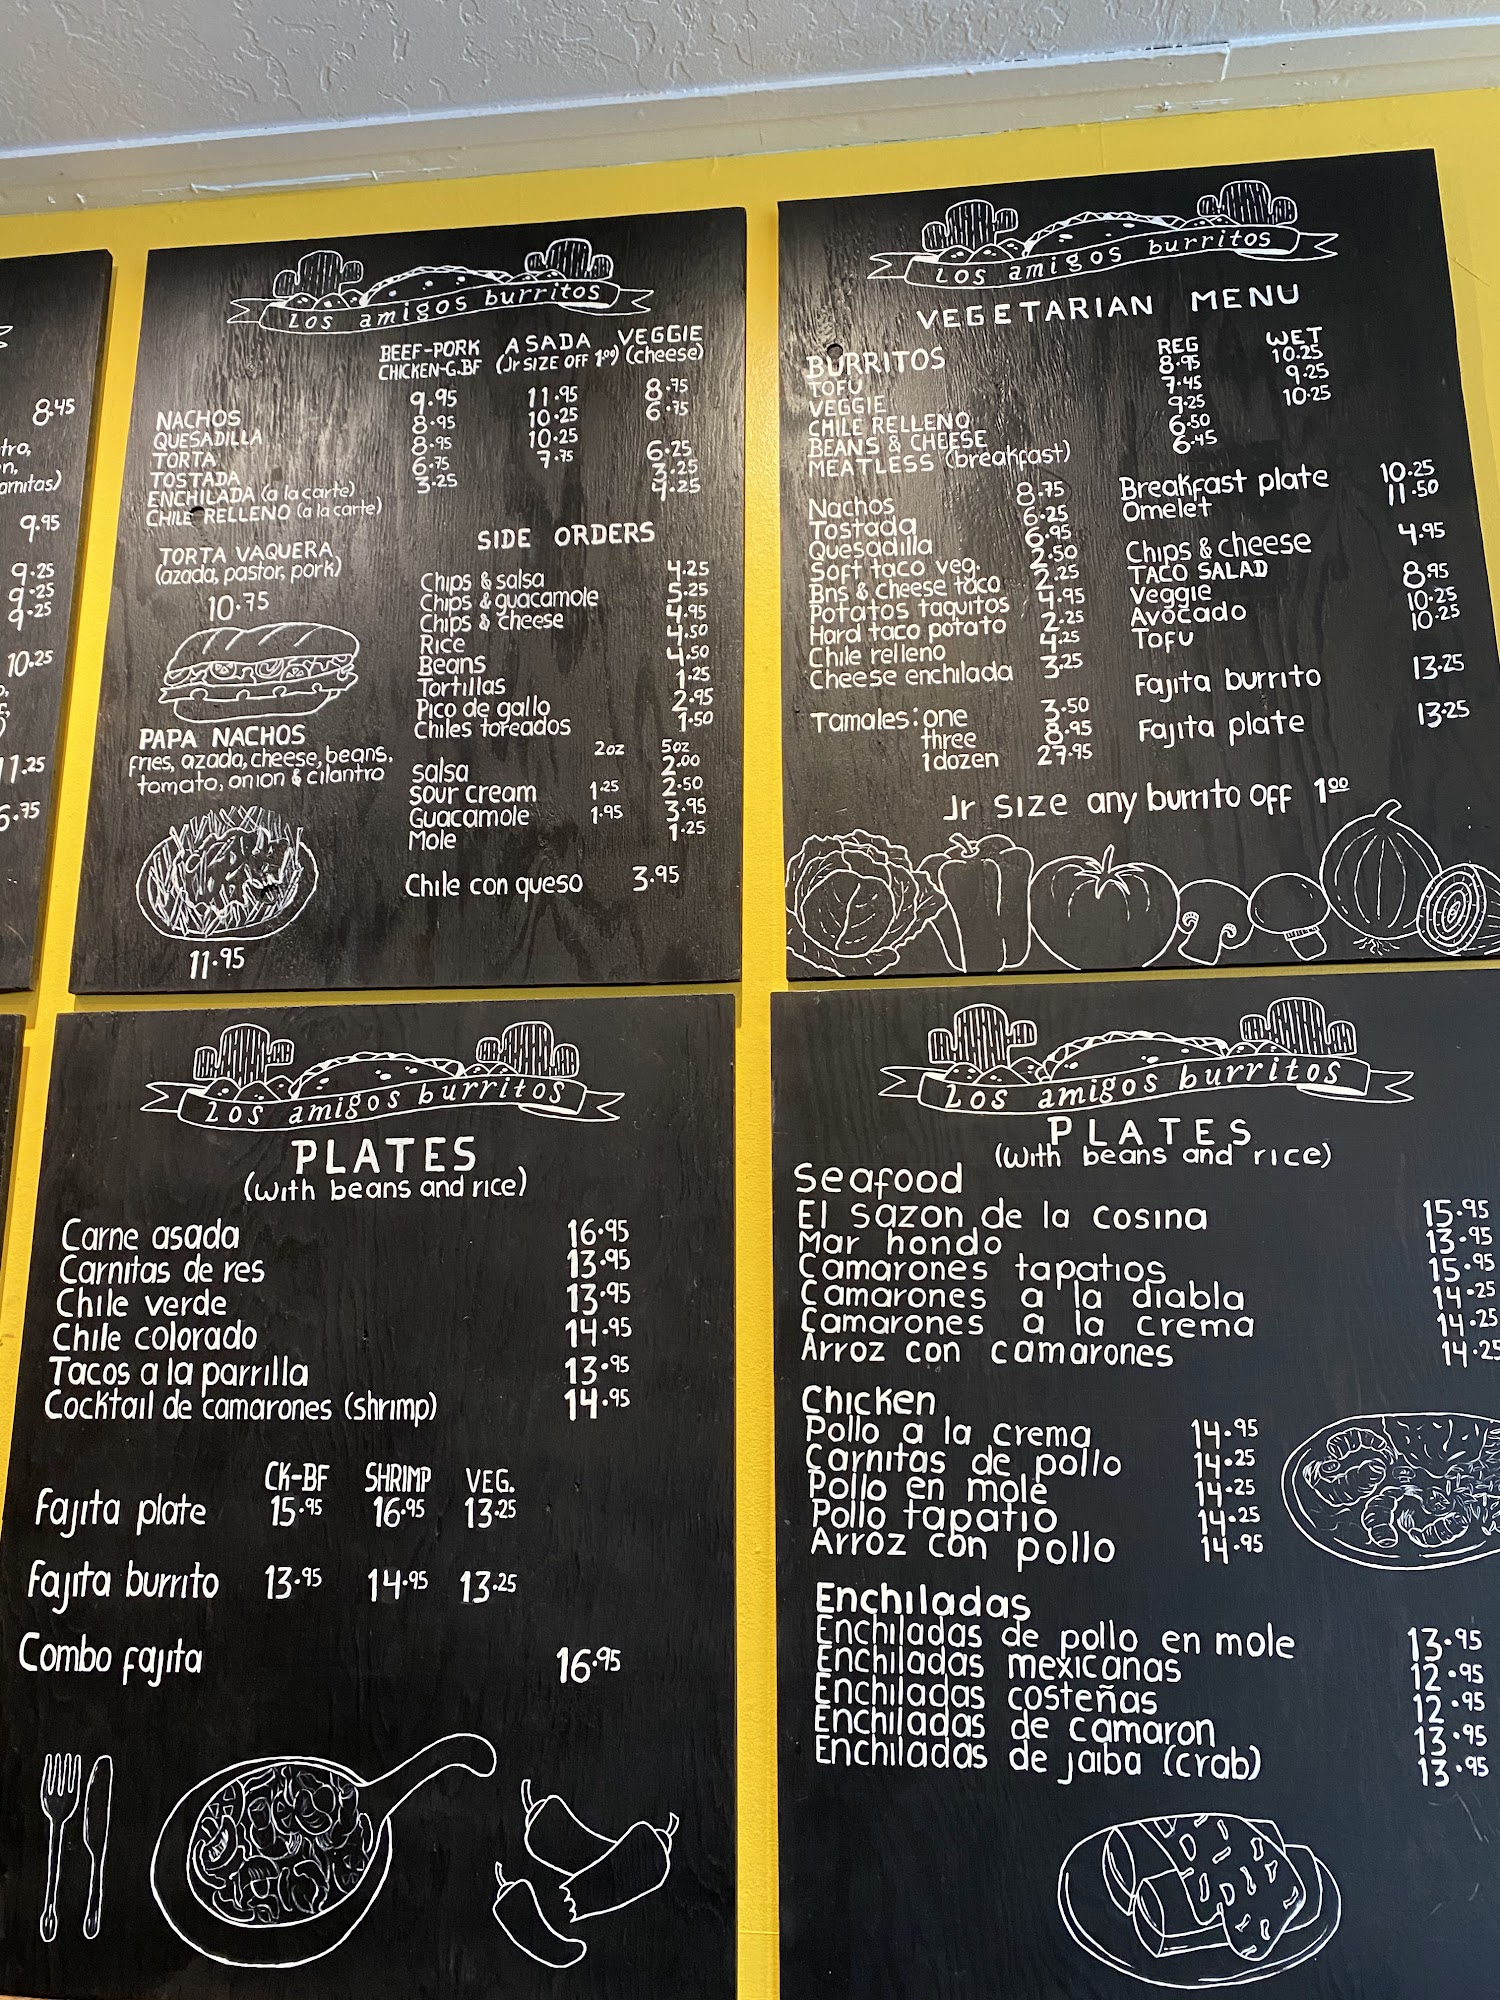 8.45
tro,
n,
arnitas)
9.95
9.25
9.25
9.25
10.25
11.25
5.75
Los amigos burritos
BEEF-PORK ASADA VEGGIE
CHICKEN-G.BF (Jr SIZE OFF 1.00) (cheese)
NACHOS 9.95 11.95 8.75
QUESADILLA 8.95 10.25 6.75
TORTA 8.95 10.25
TOSTADA 6.75 7.75 6.25
ENCHILADA (a la carte) 3.25 3.25
CHILE RELLENO (a la carte) 4.25
TORTA VAQUERA
(azada, pastor, pork)
10.75
PAPA NACHOS
fries, azada, cheese, beans,
tomato, onion & cilantro
11.95
SIDE ORDERS
Chips & salsa 4.25
Chips & guacamole 5.25
Chips & cheese 4.95
Rice 4.50
Beans 4.50
Tortillas 1.25
Pico de gallo 2.95
Chiles toreados 1.50
2oz 5oz
salsa 2.00
sour cream 1.25 2.50
Guacamole 1.95 3.95
Mole 1.25
Chile con queso 3.95
Los amigos burritos
VEGETARIAN MENU
BURRITOS REG WET
TOFU 8.95 10.25
VEGGIE 7.45 9.25
CHILE RELLENO 9.25 10.25
BEANS & CHEESE 6.50
MEATLESS (breakfast) 6.45
Nachos 8.75
Tostada 6.25
Quesadilla 6.95
Soft taco veg. 2.50
Bns & cheese taco 2.25
Potatos taquitos 4.95
Hard taco potato 2.25
Chile relleno 4.25
Cheese enchilada 3.25
Tamales: one 3.50
three 8.95
1 dozen 27.95
Breakfast plate 10.25
Omelet 11.50
Chips & cheese 4.95
TACO SALAD
Veggie 8.95
Avocado 10.25
Tofu 10.25
Fajita burrito 13.25
Fajita plate 13.25
Jr size any burrito off 1.00
Los amigos burritos
PLATES
(with beans and rice)
Carne asada 16.95
Carnitas de res 13.95
Chile verde 13.95
Chile colorado 14.95
Tacos a la parrilla 13.95
Cocktail de camarones (shrimp) 14.95
CK-BF SHRIMP VEG.
Fajita plate 15.95 16.95 13.25
Fajita burrito 13.95 14.95 13.25
Combo fajita 16.95
Los amigos burritos
PLATES
(with beans and rice)
Seafood
El sazon de la cosina 15.95
Mar hondo 13.95
Camarones tapatios 15.95
Camarones a la diabla 14.25
Camarones a la crema 14.25
Arroz con camarones 14.25
Chicken
Pollo a la crema 14.95
Carnitas de pollo 14.25
Pollo en mole 14.25
Pollo tapatio 14.25
Arroz con pollo 14.95
Enchiladas
Enchiladas de pollo en mole 13.95
Enchiladas mexicanas 12.95
Enchiladas costeñas 12.95
Enchiladas de camaron 13.95
Enchiladas de jaiba (crab) 13.95